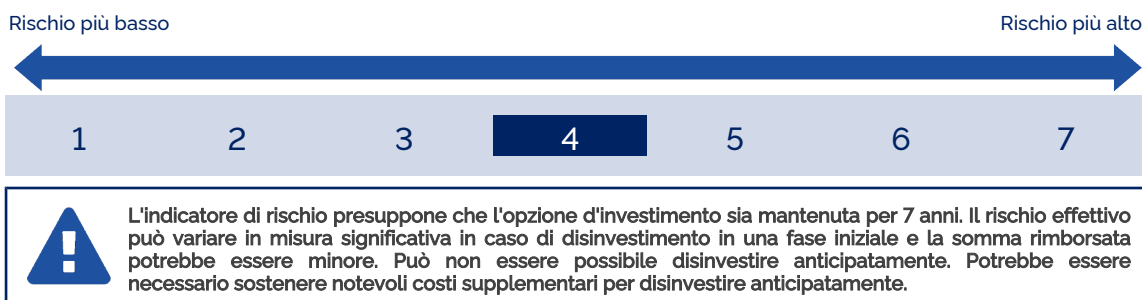 Rischio più basso Rischio più alto
1 2 3 4 5 6 7
L'indicatore di rischio presuppone che l'opzione d'investimento sia mantenuta per 7 anni. Il rischio effettivo
può variare in misura significativa in caso di disinvestimento in una fase iniziale e la somma rimborsata
potrebbe essere minore. Può non essere possibile disinvestire anticipatamente. Potrebbe essere
necessario sostenere notevoli costi supplementari per disinvestire anticipatamente.